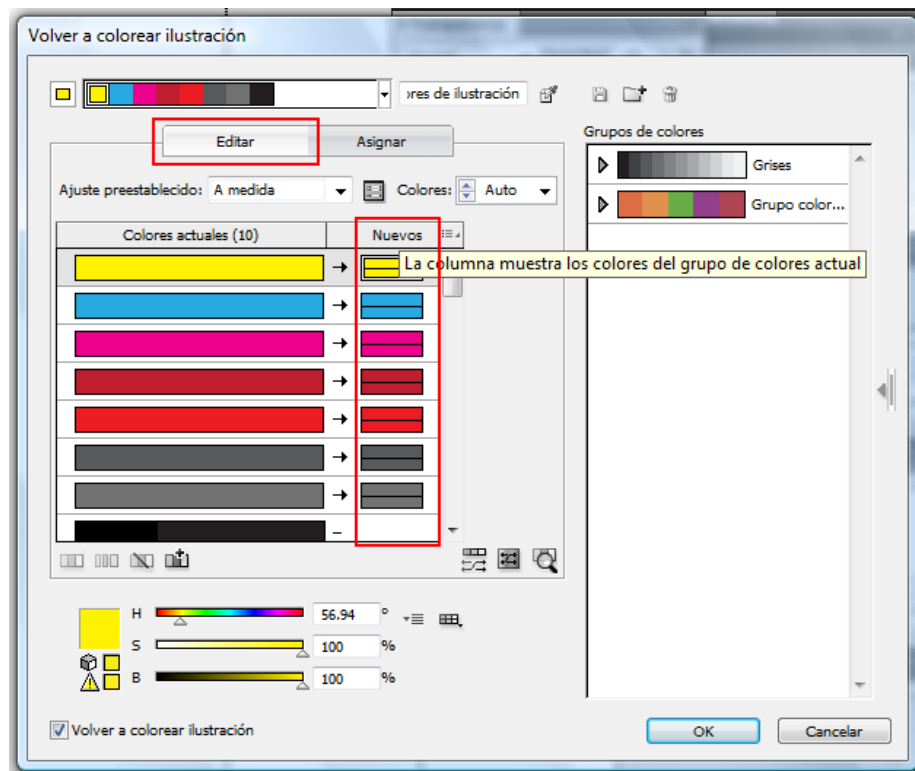 Volver a colorear ilustración
res de ilustración
Editar
Asignar
Grupos de colores
Ajuste preestablecido: A medida
Colores: Auto
Grises
Grupo color...
Colores actuales (10)
Nuevos
La columna muestra los colores del grupo de colores actual
H 56.94 °
S 100 %
B 100 %
Volver a colorear ilustración
OK
Cancelar